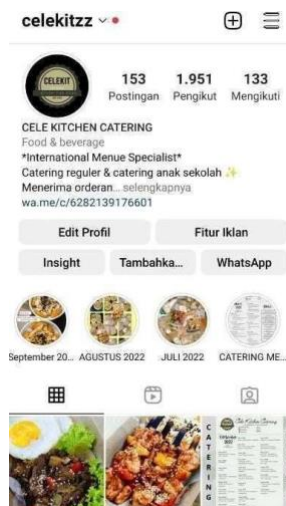 celekitzz
CELEKIT
153 1.951 133
Postingan Pengikut Mengikuti
CELE KITCHEN CATERING
Food & beverage
*International Menue Specialist*
Catering reguler & catering anak sekolah ✨
Menerima orderan... selengkapnya
wa.me/c/6282139176601
Edit Profil Fitur Iklan
Insight Tambahka... WhatsApp
September 20... AGUSTUS 2022 JULI 2022 CATERING ME...
CATERING